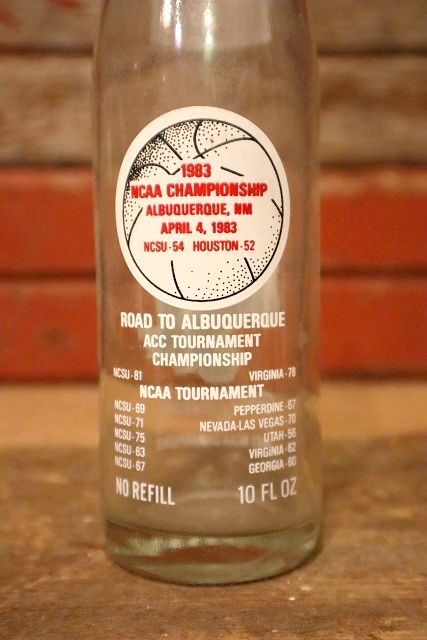 1983
NCAA CHAMPIONSHIP
ALBUQUERQUE, NM
APRIL 4, 1983
NCSU-54 HOUSTON-52
ROAD TO ALBUQUERQUE
ACC TOURNAMENT
CHAMPIONSHIP
NCSU-81 VIRGINIA-78
NCAA TOURNAMENT
NCSU-69 PEPPERDINE-67
NCSU-71 NEVADA-LAS VEGAS-70
NCSU-75 UTAH-56
NCSU-63 VIRGINIA-62
NCSU-67 GEORGIA-60
NO REFILL 10 FL OZ